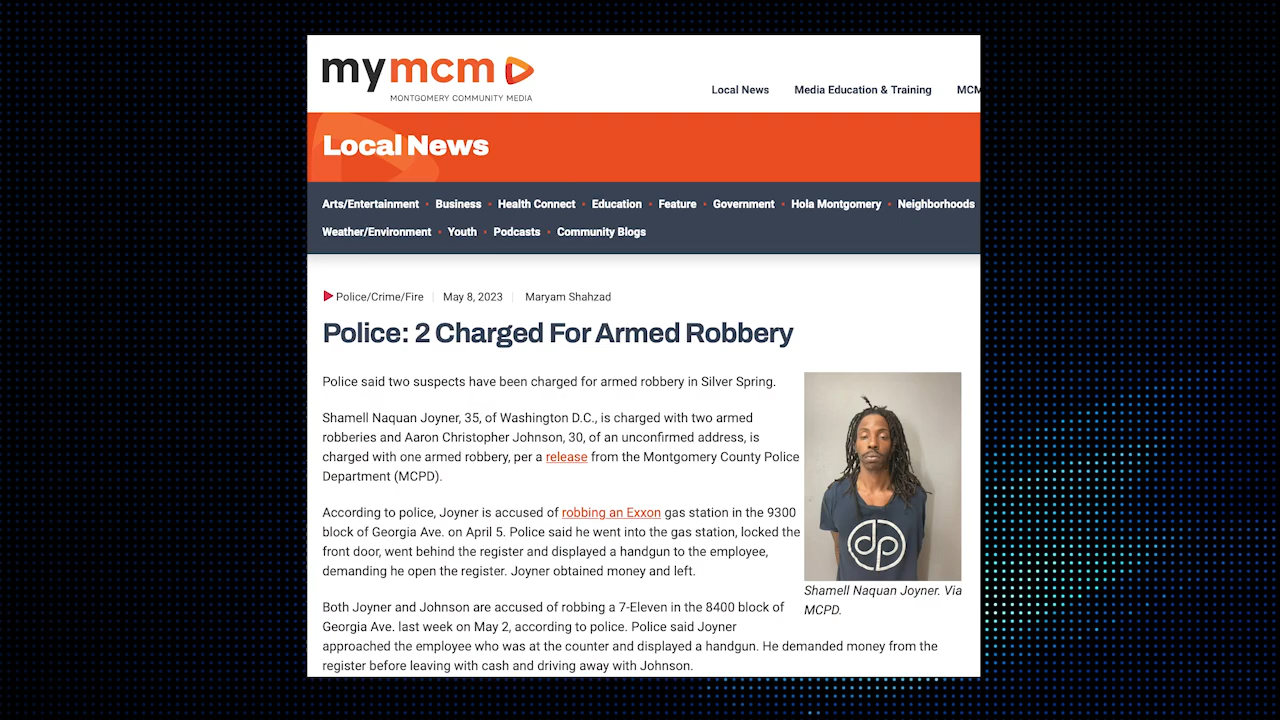 mymcm
MONTGOMERY COMMUNITY MEDIA
Local News Media Education & Training MCM
Local News
Arts/Entertainment • Business • Health Connect • Education • Feature • Government • Hola Montgomery • Neighborhoods
Weather/Environment • Youth • Podcasts • Community Blogs
Police/Crime/Fire | May 8, 2023 | Maryam Shahzad
Police: 2 Charged For Armed Robbery
Police said two suspects have been charged for armed robbery in Silver Spring.
Shamell Naquan Joyner, 35, of Washington D.C., is charged with two armed
robberies and Aaron Christopher Johnson, 30, of an unconfirmed address, is
charged with one armed robbery, per a release from the Montgomery County Police
Department (MCPD).
According to police, Joyner is accused of robbing an Exxon gas station in the 9300
block of Georgia Ave. on April 5. Police said he went into the gas station, locked the
front door, went behind the register and displayed a handgun to the employee,
demanding he open the register. Joyner obtained money and left.
dp
Shamell Naquan Joyner. Via
MCPD.
Both Joyner and Johnson are accused of robbing a 7-Eleven in the 8400 block of
Georgia Ave. last week on May 2, according to police. Police said Joyner
approached the employee who was at the counter and displayed a handgun. He demanded money from the
register before leaving with cash and driving away with Johnson.